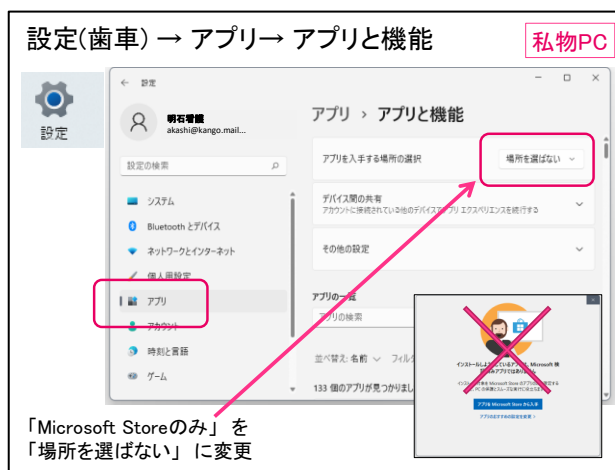 設定(歯車) → アプリ→ アプリと機能
私物PC
設定
← 設定
明石看護
akashi@kango.mail...
設定の検索
システム
Bluetooth とデバイス
ネットワークとインターネット
個人用設定
アプリ
アカウント
時刻と言語
ゲーム
アプリ › アプリと機能
アプリを入手する場所の選択
場所を選ばない
デバイス間の共有
アカウントに接続されている他のデバイスでアプリ エクスペリエンスを続行する
その他の設定
アプリの一覧
アプリの検索
並べ替え: 名前
フィルタ
133 個のアプリが見つかりまし
アプリを Microsoft Store から入手
「Microsoft Storeのみ」を
「場所を選ばない」に変更